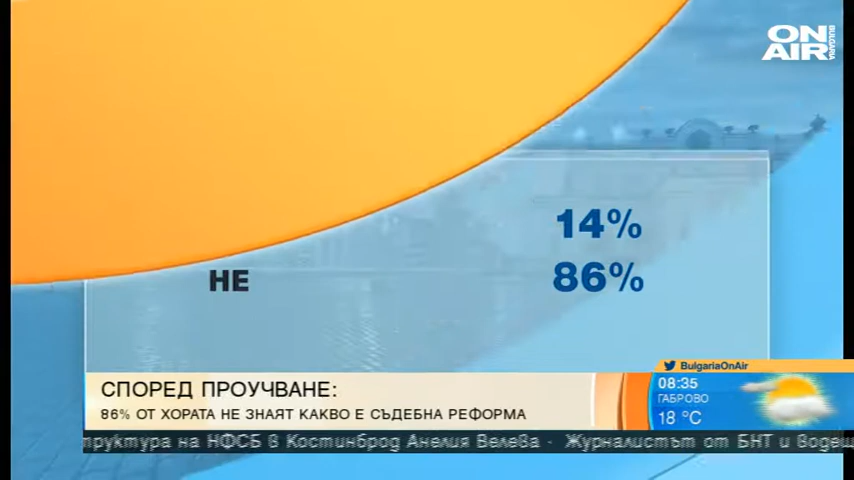 ON
AIR
BULGARIA
14%
НЕ 86%
BulgariaOnAir
СПОРЕД ПРОУЧВАНЕ:
86% ОТ ХОРАТА НЕ ЗНАЯТ КАКВО Е СЪДЕБНА РЕФОРМА
08:35
ГАБРОВО
18 °C
труктура на НФСБ в Костинброд Анелия Велева - Журналистът от БНТ и водещ